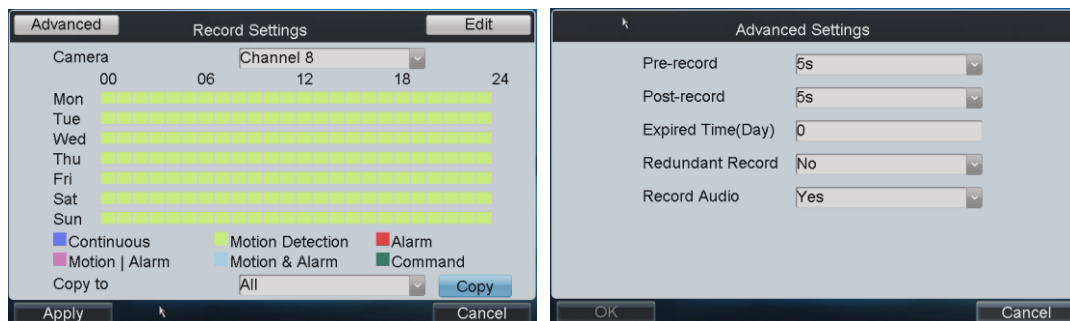 Advanced Record Settings Edit
Camera Channel 8
00 06 12 18 24
Mon
Tue
Wed
Thu
Fri
Sat
Sun
Continuous Motion Detection Alarm
Motion | Alarm Motion & Alarm Command
Copy to All Copy
Apply Cancel
Advanced Settings
Pre-record 5s
Post-record 5s
Expired Time(Day) 0
Redundant Record No
Record Audio Yes
OK Cancel